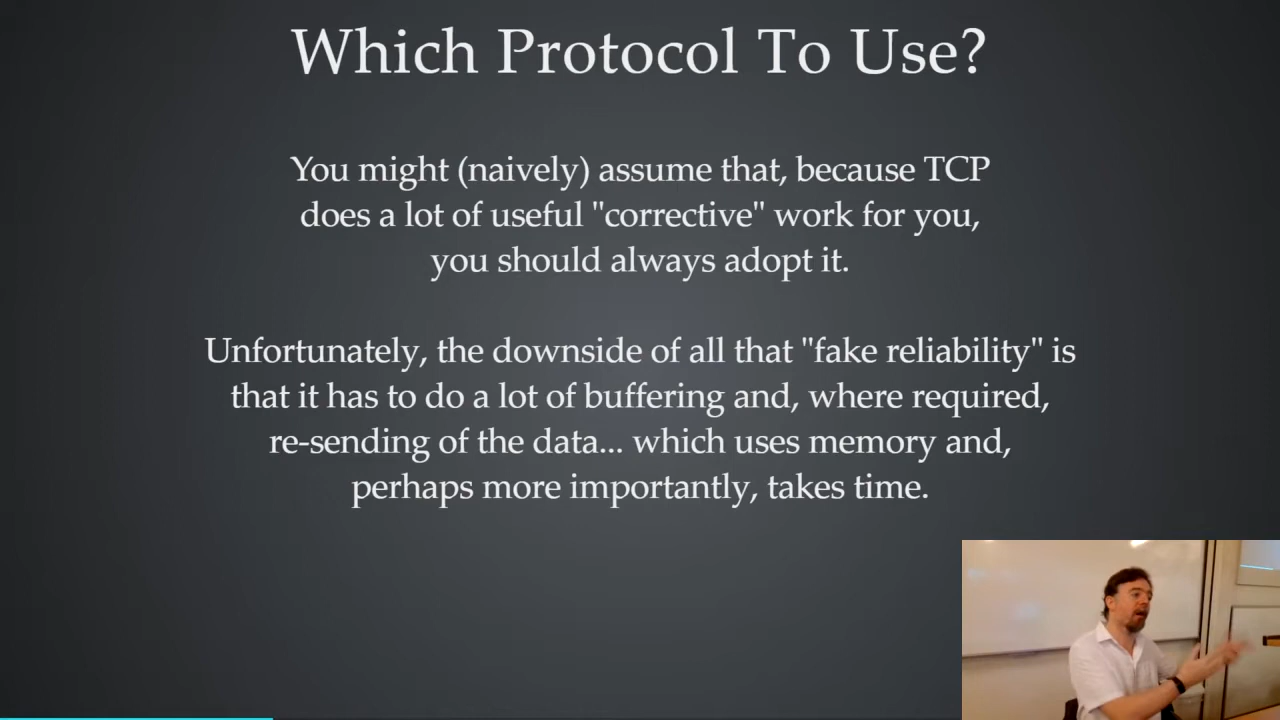 Which Protocol To Use?
You might (naively) assume that, because TCP
does a lot of useful "corrective" work for you,
you should always adopt it.
Unfortunately, the downside of all that "fake reliability" is
that it has to do a lot of buffering and, where required,
re-sending of the data... which uses memory and,
perhaps more importantly, takes time.